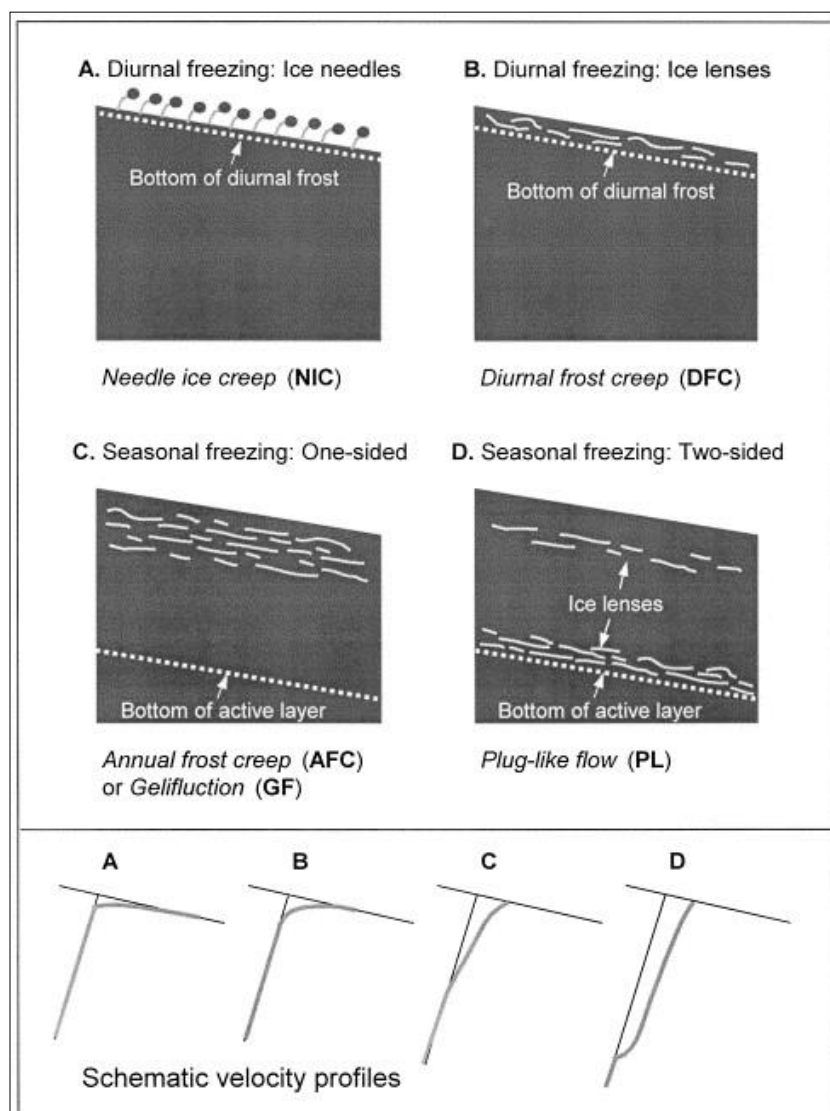 A. Diurnal freezing: Ice needles
Bottom of diurnal frost
Needle ice creep (NIC)
B. Diurnal freezing: Ice lenses
Bottom of diurnal frost
Diurnal frost creep (DFC)
C. Seasonal freezing: One-sided
Bottom of active layer
Annual frost creep (AFC)
or Gelifluction (GF)
D. Seasonal freezing: Two-sided
Ice lenses
Bottom of active layer
Plug-like flow (PL)
A
B
C
D
Schematic velocity profiles